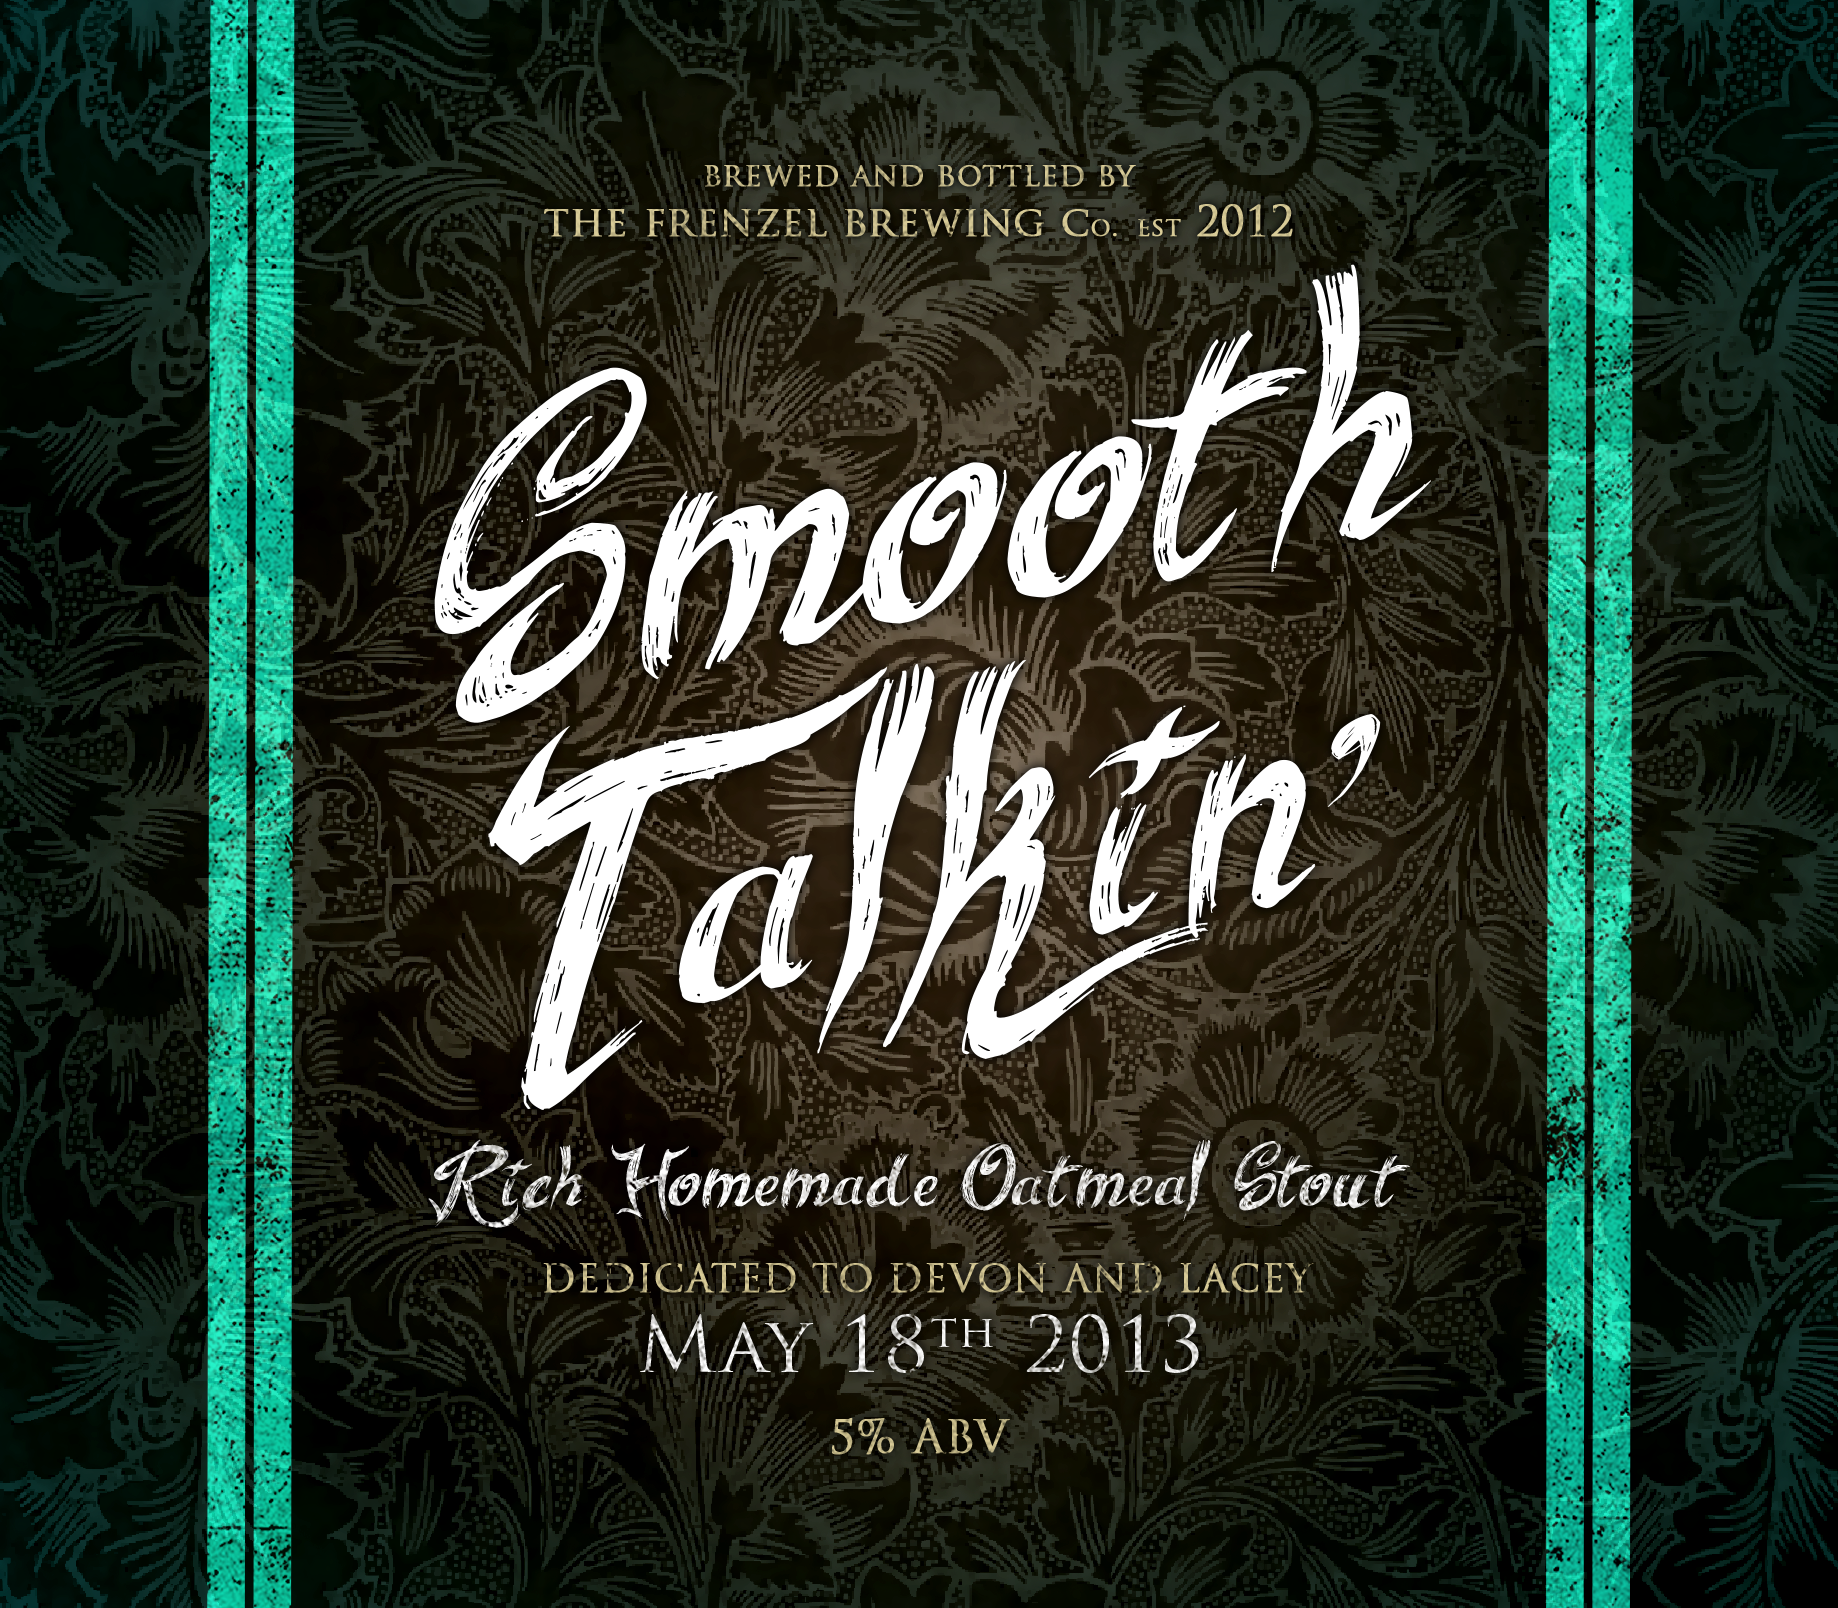 BREWED AND BOTTLED BY
THE FRENZEL BREWING Co. EST 2012
Smooth
Talkin'
Rich Homemade Oatmeal Stout
DEDICATED TO DEVON AND LACEY
MAY 18TH 2013
5% ABV